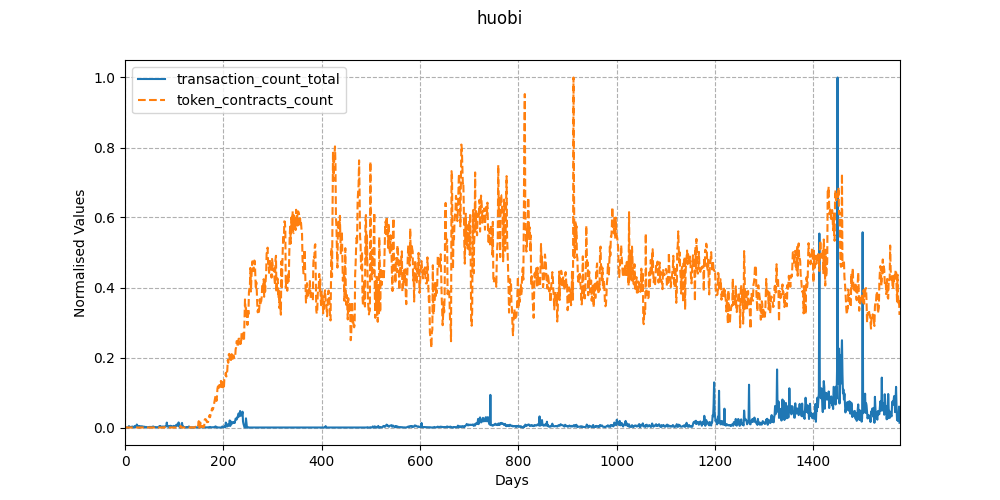 huobi
transaction_count_total
token_contracts_count
Normalised Values
1.0
0.8
0.6
0.4
0.2
0.0
0 200 400 600 800 1000 1200 1400
Days